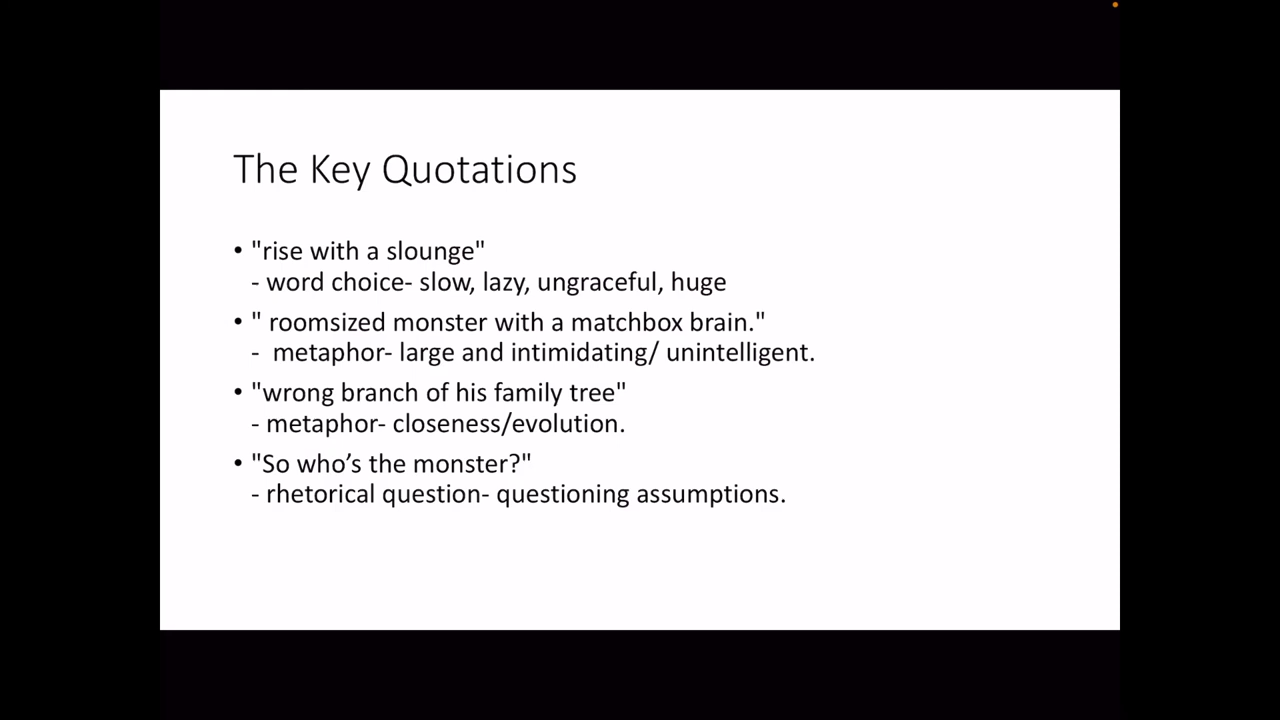 The Key Quotations
• "rise with a slounge"
- word choice- slow, lazy, ungraceful, huge
• " roomsized monster with a matchbox brain."
-  metaphor- large and intimidating/ unintelligent.
• "wrong branch of his family tree"
- metaphor- closeness/evolution.
• "So who’s the monster?"
- rhetorical question- questioning assumptions.